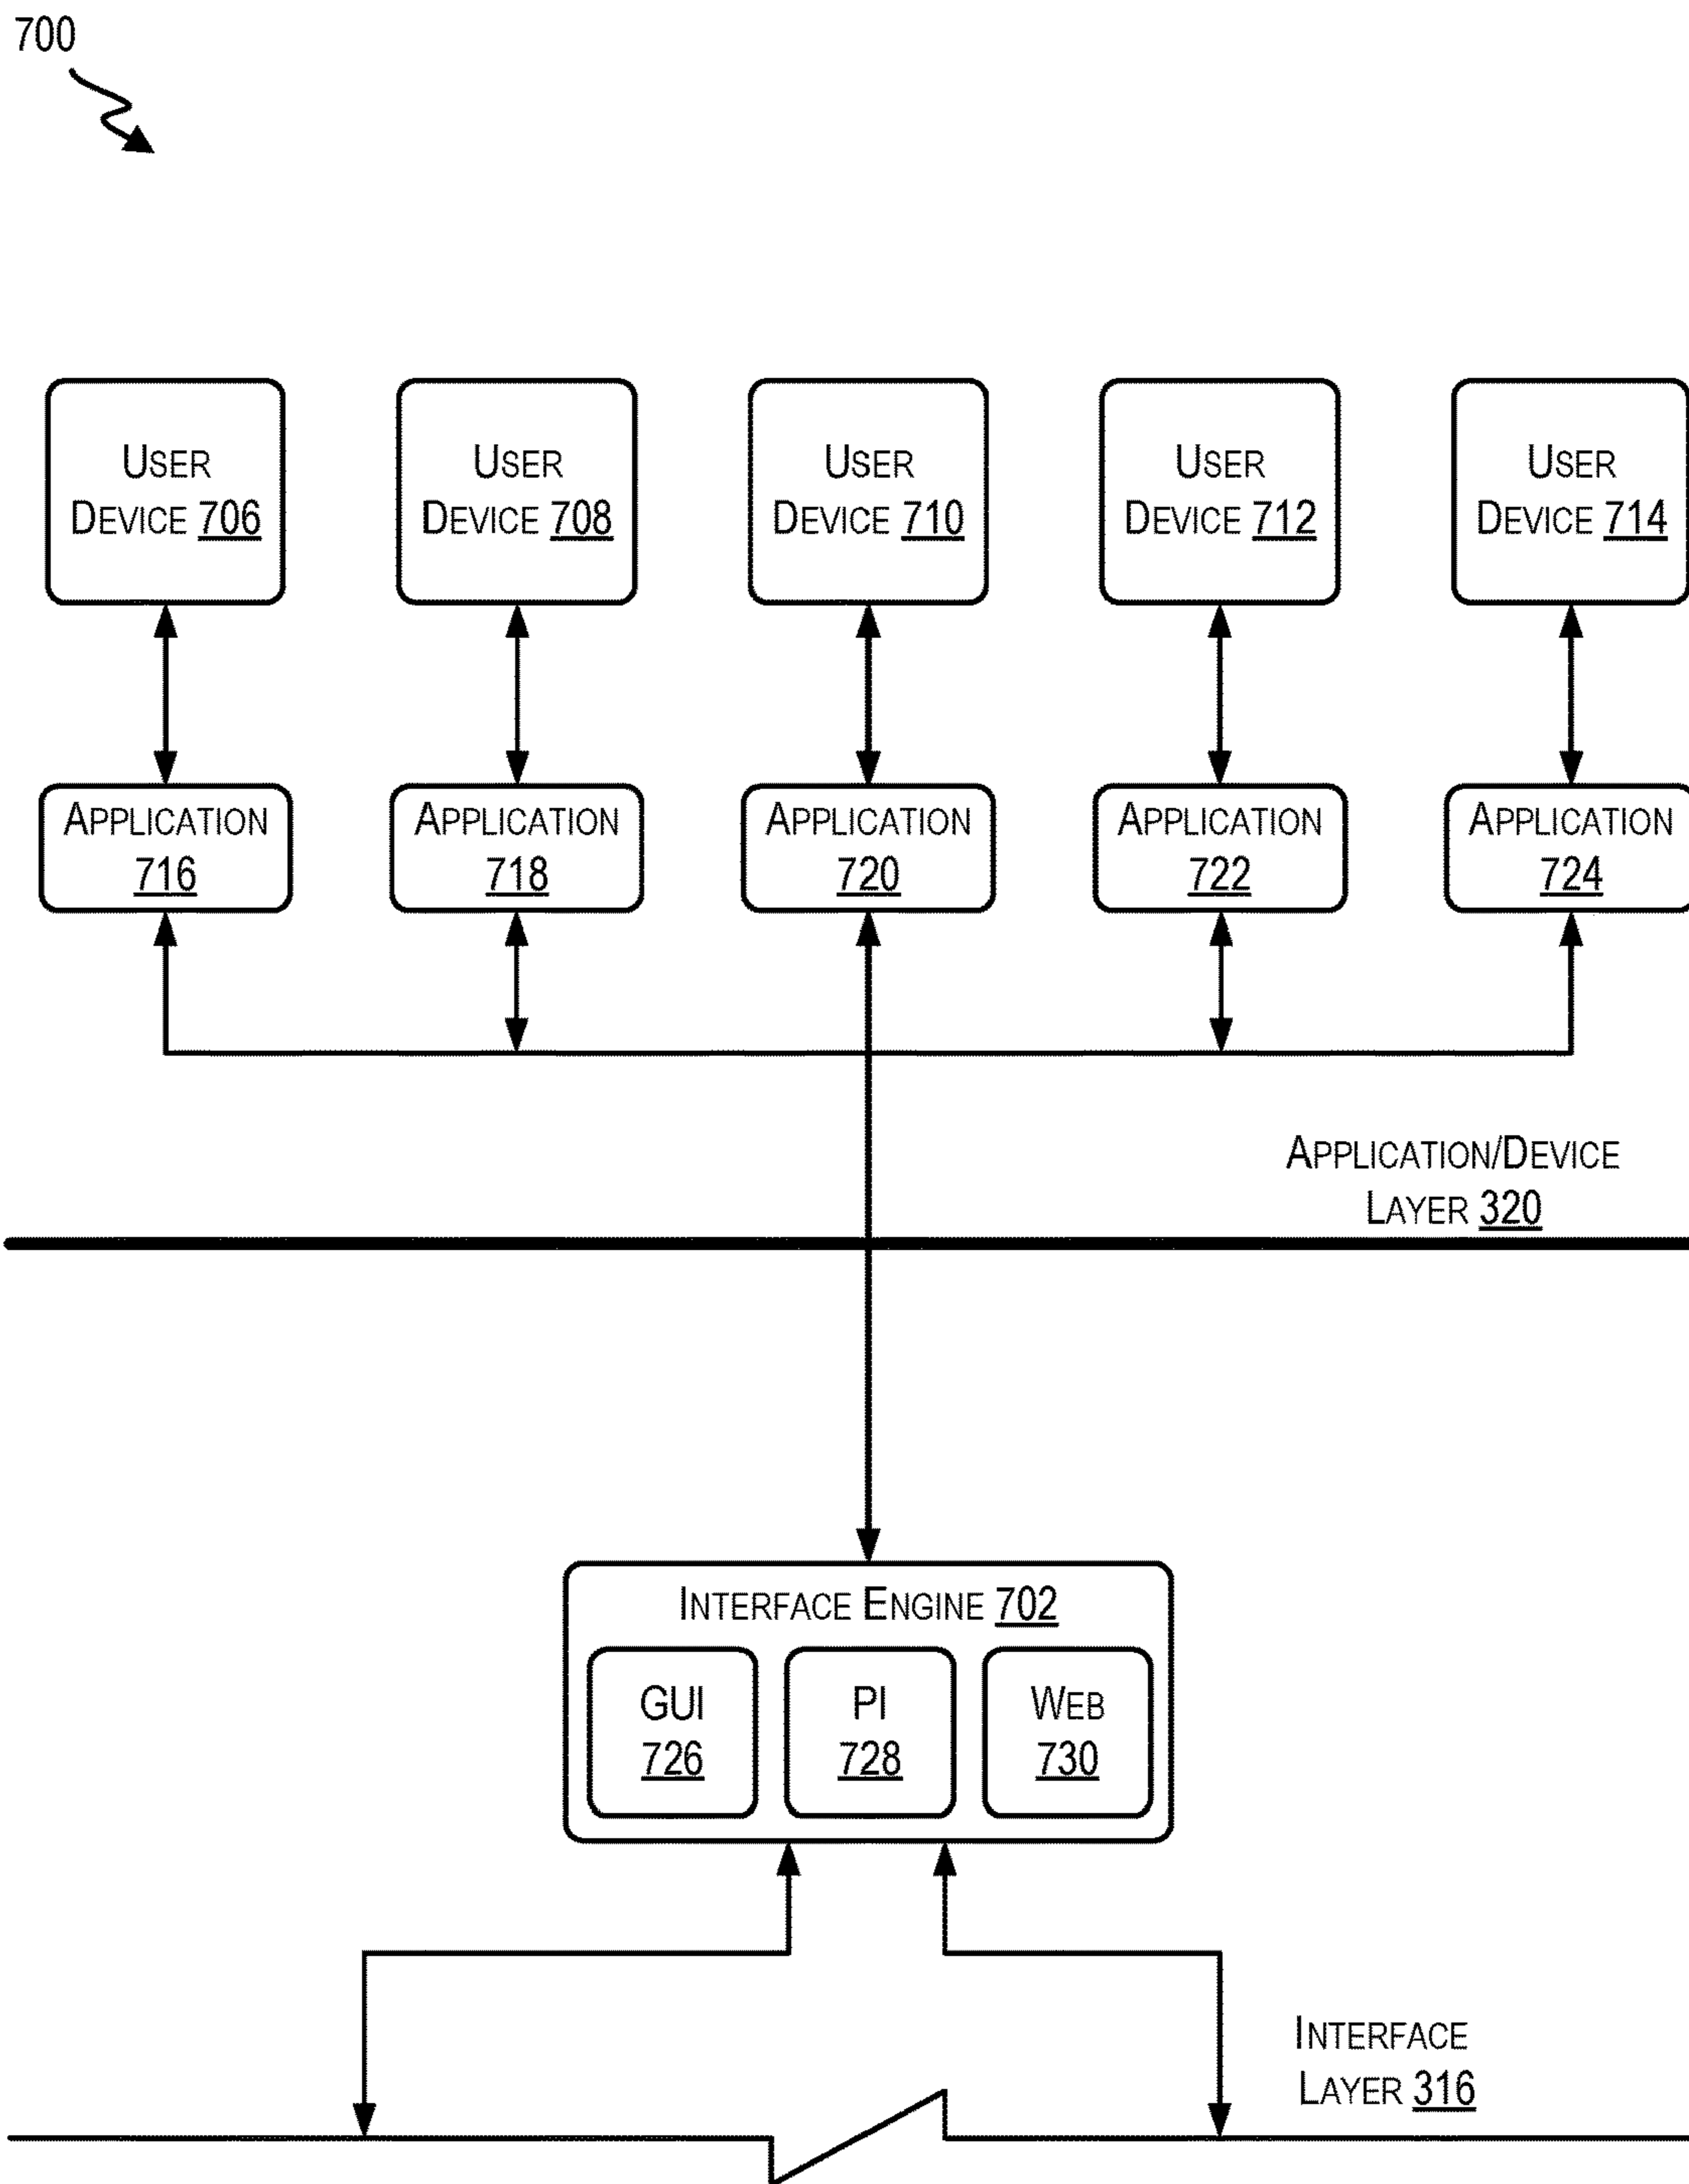 700
USER
DEVICE 706
USER
DEVICE 708
USER
DEVICE 710
USER
DEVICE 712
USER
DEVICE 714
APPLICATION
716
APPLICATION
718
APPLICATION
720
APPLICATION
722
APPLICATION
724
APPLICATION/DEVICE
LAYER 320
INTERFACE ENGINE 702
GUI
726
PI
728
WEB
730
INTERFACE
LAYER 316